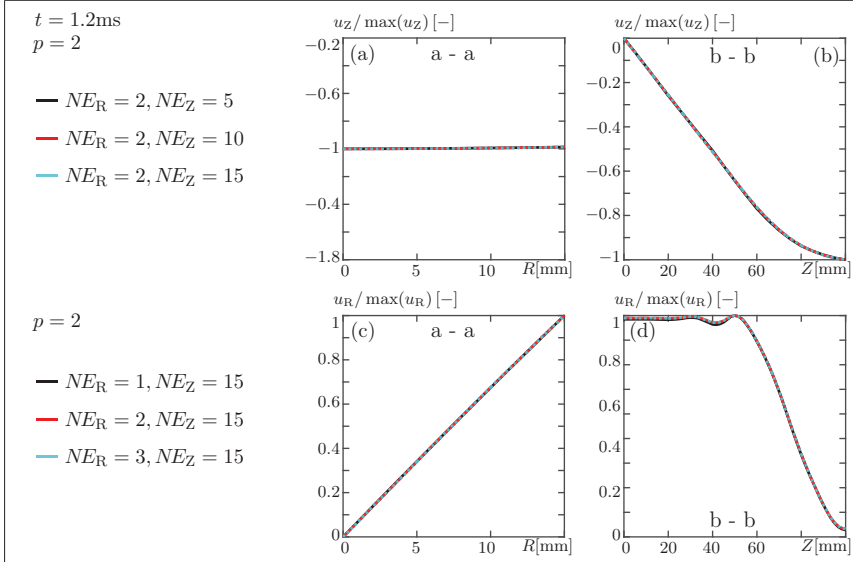 t = 1.2ms
p = 2
NE_R = 2, NE_Z = 5
NE_R = 2, NE_Z = 10
NE_R = 2, NE_Z = 15
u_Z / max(u_Z) [−]
(a)
a - a
−0.2
−0.6
−1
−1.4
−1.8
0
5
10
R[mm]
u_Z / max(u_Z) [−]
b - b
(b)
0
−0.2
−0.4
−0.6
−0.8
−1
0
20
40
60
Z[mm]
p = 2
NE_R = 1, NE_Z = 15
NE_R = 2, NE_Z = 15
NE_R = 3, NE_Z = 15
u_R / max(u_R) [−]
(c)
a - a
1
0.8
0.6
0.4
0.2
0
0
5
10
R[mm]
u_R / max(u_R) [−]
(d)
1
0.8
0.6
0.4
0.2
0
b - b
0
20
40
60
Z[mm]